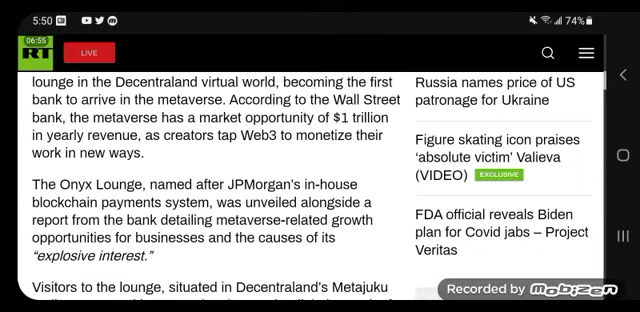 5:50
74%
06:55
RT
LIVE
lounge in the Decentraland virtual world, becoming the first
bank to arrive in the metaverse. According to the Wall Street
bank, the metaverse has a market opportunity of $1 trillion
in yearly revenue, as creators tap Web3 to monetize their
work in new ways.
The Onyx Lounge, named after JPMorgan's in-house
blockchain payments system, was unveiled alongside a
report from the bank detailing metaverse-related growth
opportunities for businesses and the causes of its
“explosive interest.”
Visitors to the lounge, situated in Decentraland's Metajuku
Russia names price of US
patronage for Ukraine
Figure skating icon praises
‘absolute victim’ Valieva
(VIDEO) EXCLUSIVE
FDA official reveals Biden
plan for Covid jabs – Project
Veritas
Recorded by Mobizen